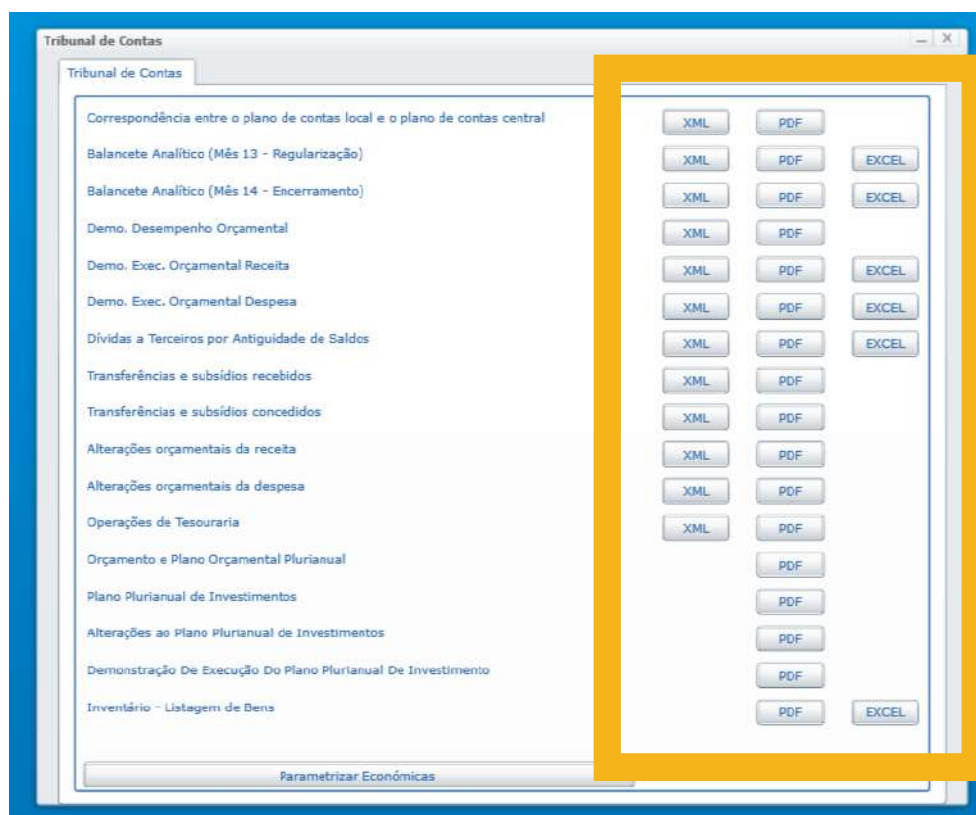 Tribunal de Contas
Tribunal de Contas
Correspondência entre o plano de contas local e o plano de contas central XML PDF
Balancete Analítico (Mês 13 - Regularização) XML PDF EXCEL
Balancete Analítico (Mês 14 - Encerramento) XML PDF EXCEL
Demo. Desempenho Orçamental XML PDF
Demo. Exec. Orçamental Receita XML PDF EXCEL
Demo. Exec. Orçamental Despesa XML PDF EXCEL
Dívidas a Terceiros por Antiguidade de Saldos XML PDF EXCEL
Transferências e subsídios recebidos XML PDF
Transferências e subsídios concedidos XML PDF
Alterações orçamentais da receita XML PDF
Alterações orçamentais da despesa XML PDF
Operações de Tesouraria XML PDF
Orçamento e Plano Orçamental Plurianual PDF
Plano Plurianual de Investimentos PDF
Alterações ao Plano Plurianual de Investimentos PDF
Demonstração De Execução Do Plano Plurianual De Investimento PDF
Inventário - Listagem de Bens PDF EXCEL
Parametrizar Económicas